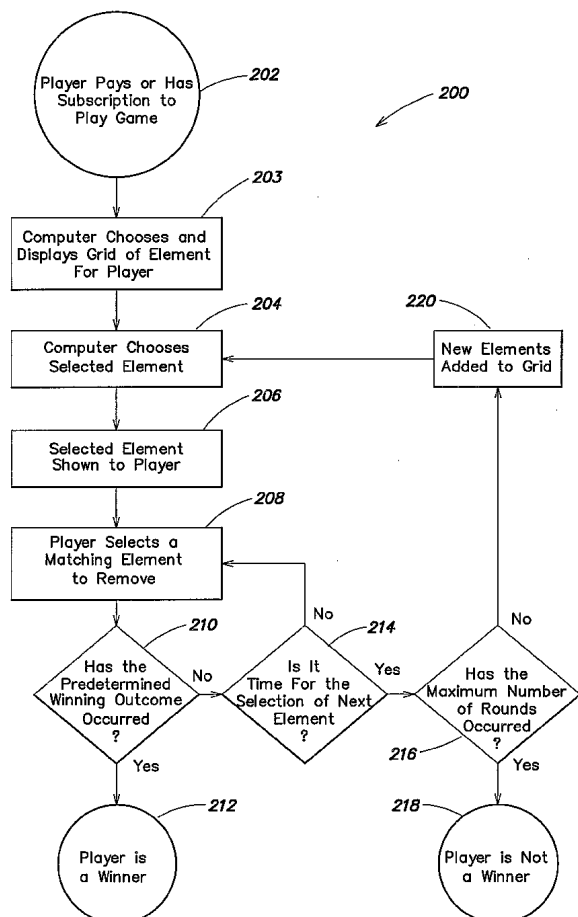 Player Pays or Has
Subscription to
Play Game
202
200
203
Computer Chooses and
Displays Grid of Element
For Player
204
Computer Chooses
Selected Element
220
New Elements
Added to Grid
206
Selected Element
Shown to Player
208
Player Selects a
Matching Element
to Remove
210
Has the
Predetermined
Winning Outcome
Occurred
?
No
Yes
No
214
Is It
Time For the
Selection of Next
Element
?
Yes
No
Has the
Maximum Number
of Rounds
Occurred
?
216
Yes
212
Player is
a Winner
218
Player is Not
a Winner